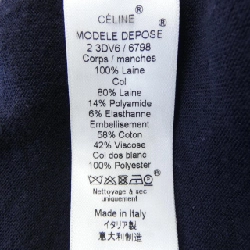 CÉLINE®
MODELE DEPOSE
2 3DV6 / 6798
Corps / manches
100% Laine
Col
80% Laine
14% Polyamide
6% Elasthanne
Embellisement
58% Coton
42% Viscose
Col dos blanc
100% Polyester
Nettoyage à sec
uniquement
Made in Italy
イタリア製
意大利制造